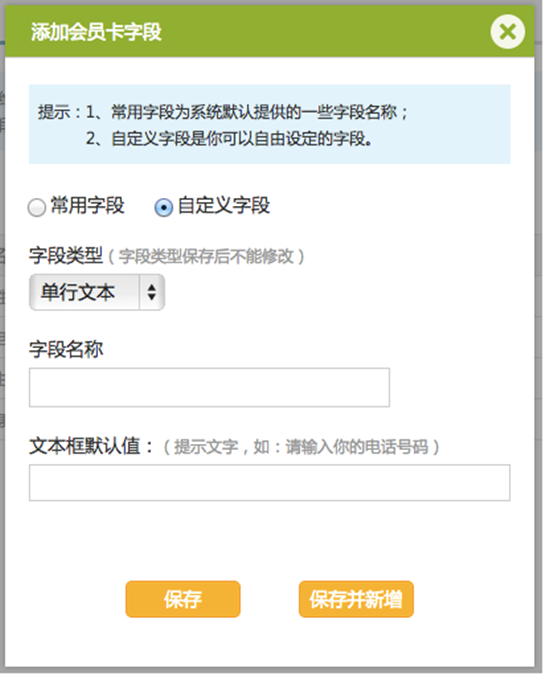 添加会员卡字段
提示：1、常用字段为系统默认提供的一些字段名称；
2、自定义字段是你可以自由设定的字段。
常用字段 自定义字段
字段类型（字段类型保存后不能修改）
单行文本
字段名称
文本框默认值：（提示文字，如：请输入你的电话号码）
保存 保存并新增